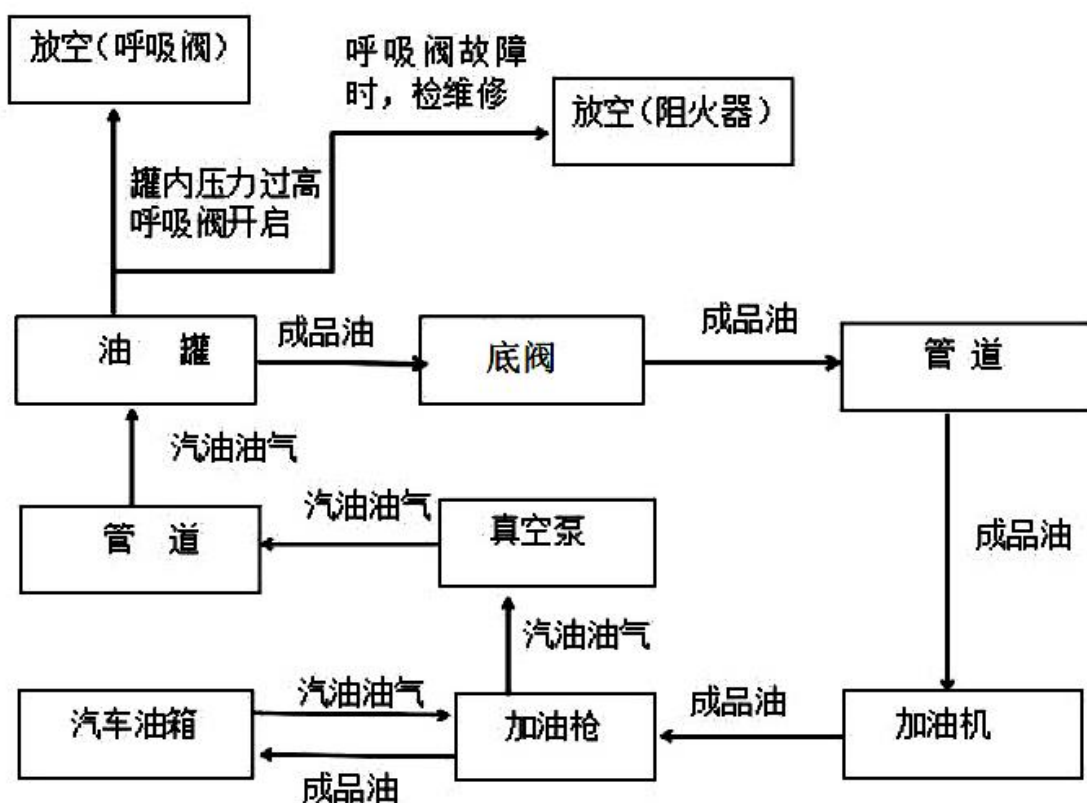 放空（呼吸阀）
呼吸阀故障
时，检维修
放空（阻火器）
罐内压力过高
呼吸阀开启
油 罐
成品油
底阀
成品油
管 道
汽油油气
管 道
汽油油气
真空泵
成品油
汽油油气
汽车油箱
汽油油气
成品油
加油枪
成品油
加油机